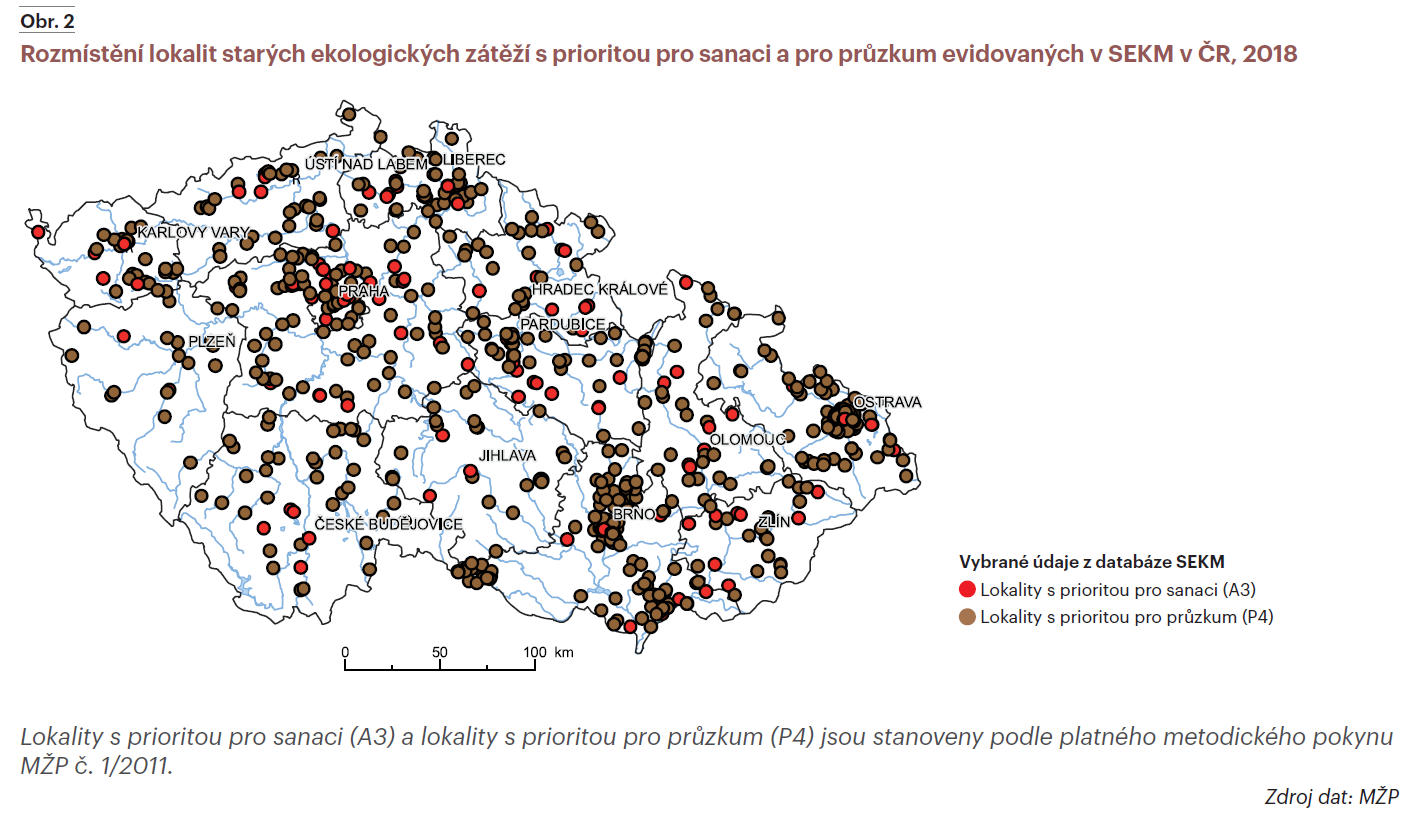 Obr. 2
Rozmístění lokalit starých ekologických zátěží s prioritou pro sanaci a pro průzkum evidovaných v SEKM v ČR, 2018
ÚSTÍ NAD LABEM
LIBEREC
KARLOVY VARY
HRADEC KRÁLOVÉ
PRAHA
PARDUBICE
PLZEŇ
OSTRAVA
OLOMOUC
JIHLAVA
BRNO
ZLÍN
ČESKÉ BUDĚJOVICE
Vybrané údaje z databáze SEKM
Lokality s prioritou pro sanaci (A3)
Lokality s prioritou pro průzkum (P4)
0 50 100 km
Lokality s prioritou pro sanaci (A3) a lokality s prioritou pro průzkum (P4) jsou stanoveny podle platného metodického pokynu
MŽP č. 1/2011.
Zdroj dat: MŽP